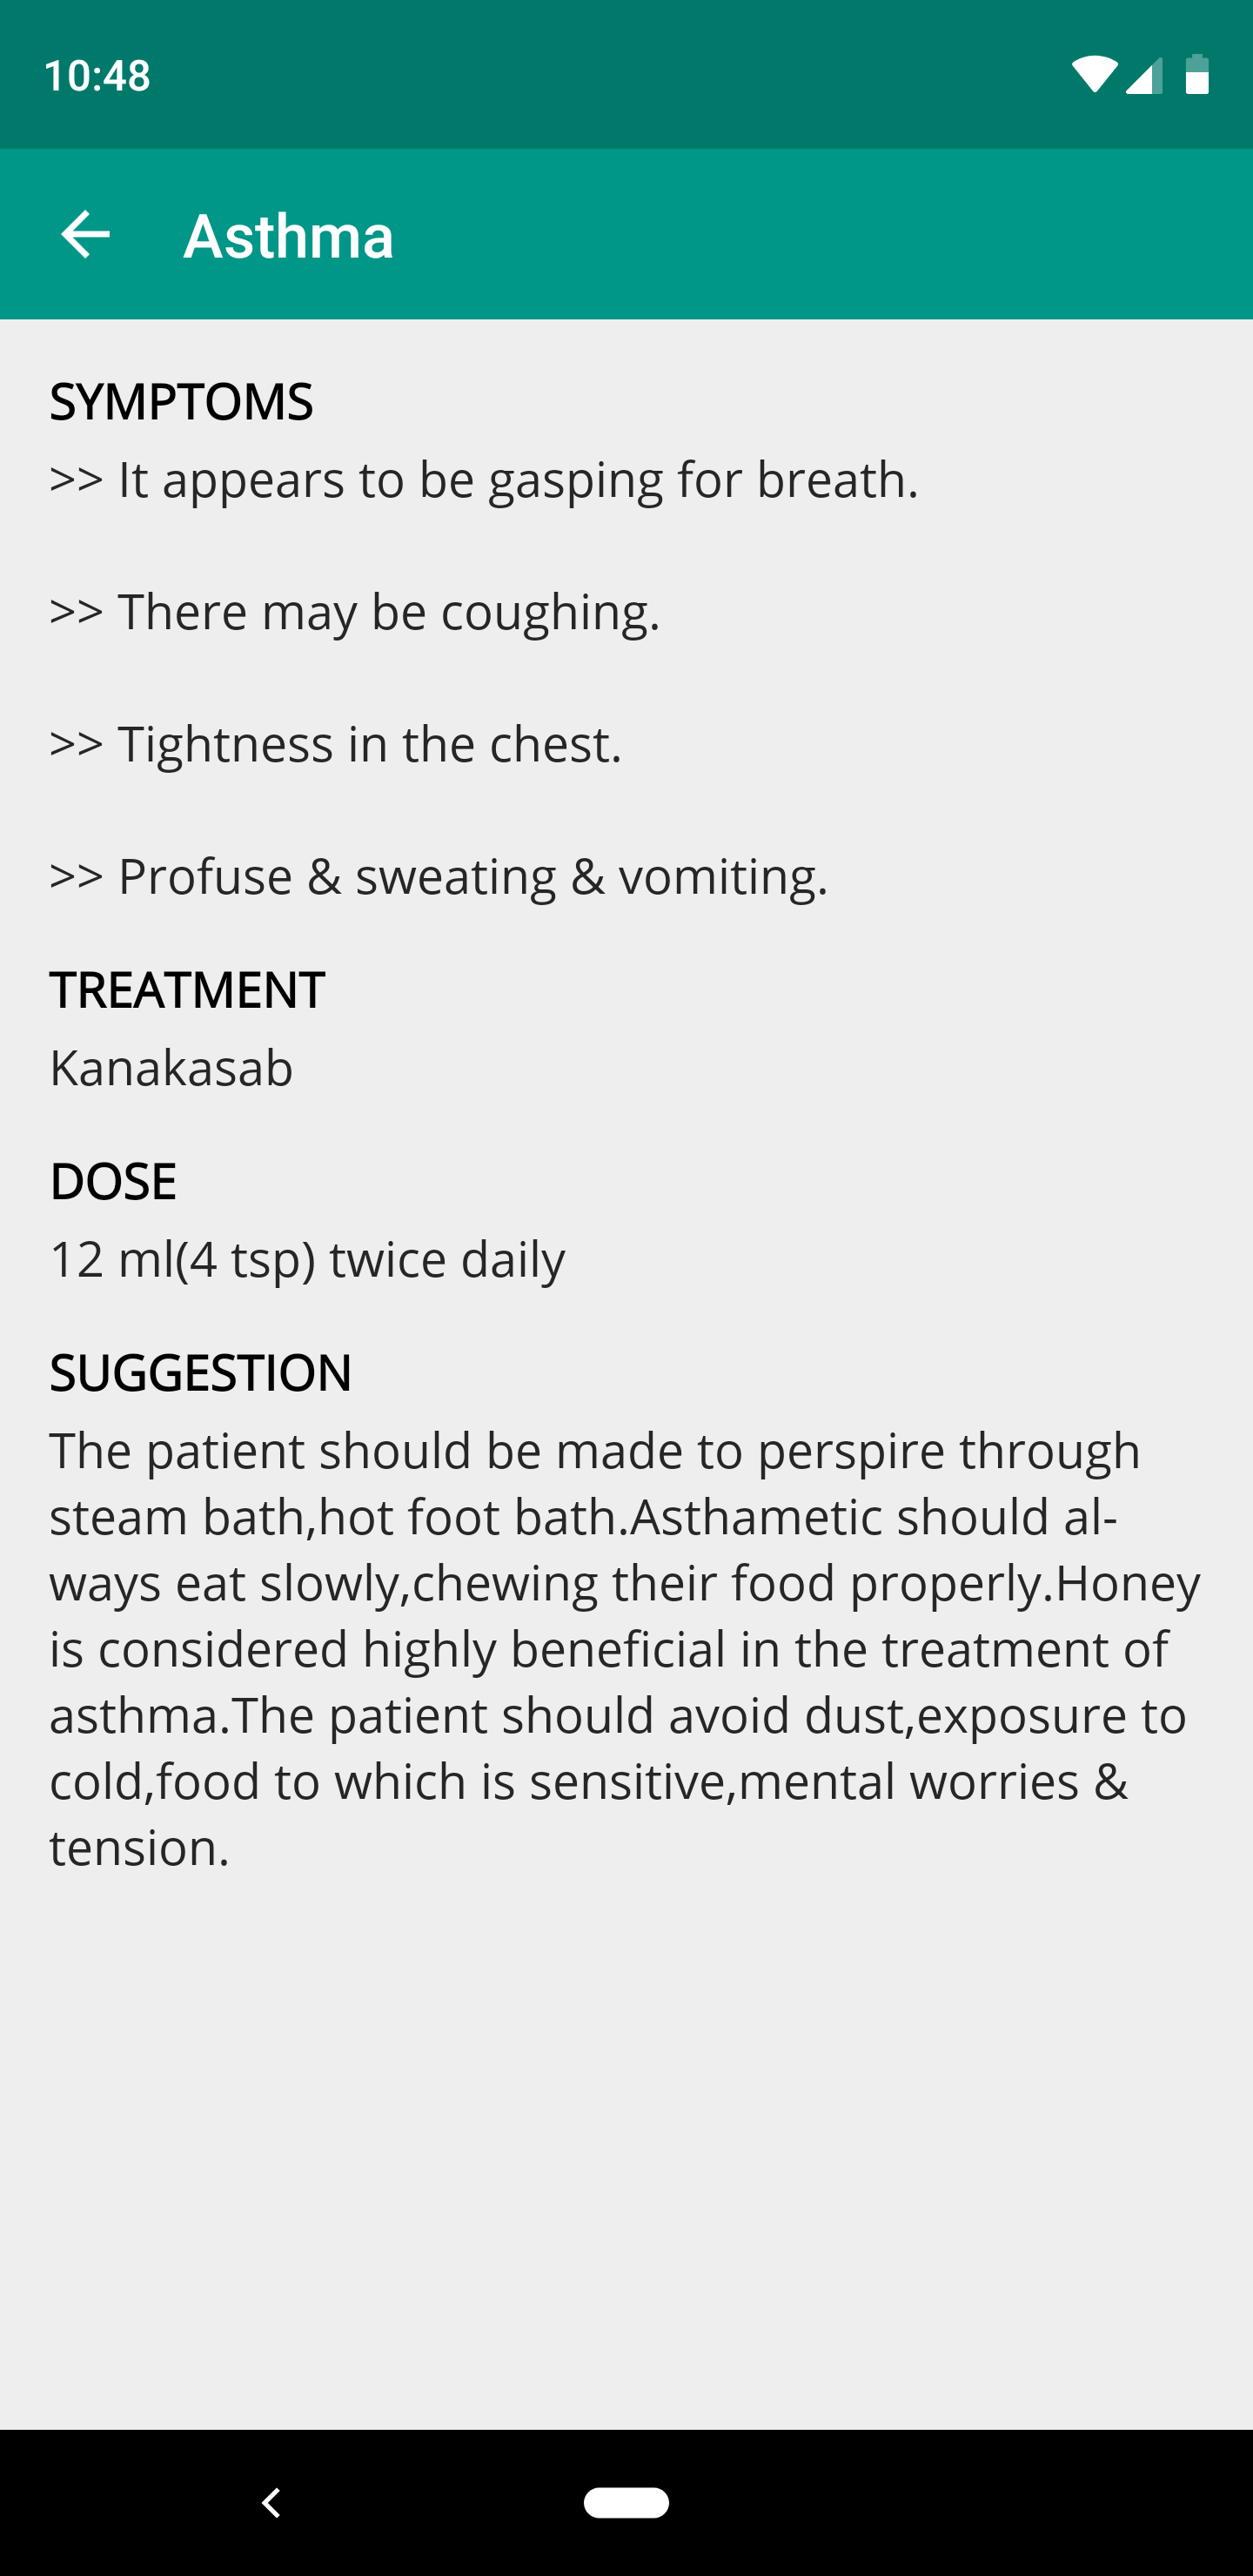 10:48
Asthma
SYMPTOMS
>> It appears to be gasping for breath.
>> There may be coughing.
>> Tightness in the chest.
>> Profuse & sweating & vomiting.
TREATMENT
Kanakasab
DOSE
12 ml(4 tsp) twice daily
SUGGESTION
The patient should be made to perspire through
steam bath,hot foot bath.Asthametic should al-
ways eat slowly,chewing their food properly.Honey
is considered highly beneficial in the treatment of
asthma.The patient should avoid dust,exposure to
cold,food to which is sensitive,mental worries &
tension.